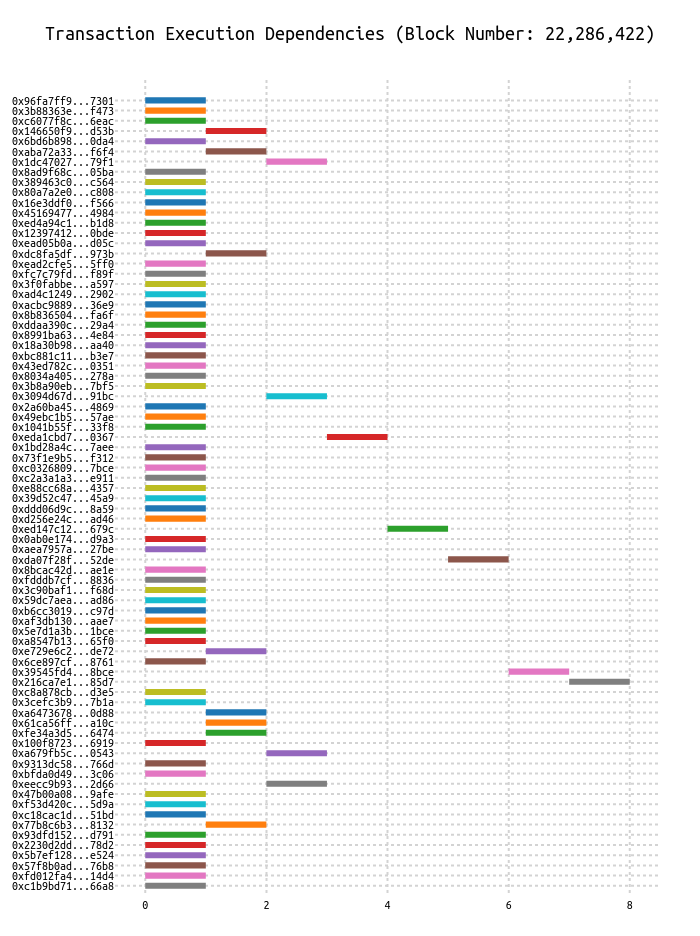 Transaction Execution Dependencies (Block Number: 22,286,422)
0x96fa7ff9...7301
0x3b88363e...f473
0xc6077f8c...6eac
0x146650f9...d53b
0x6bd6b898...0da4
0xaba72a33...f6f4
0x1dc47027...79f1
0x8ad9f68c...05ba
0x389463c0...c564
0x80a7a2e0...c808
0x16e3ddf0...f566
0x45169477...4984
0xed4a94c1...b1d8
0x12397412...0bde
0xead05b0a...d05c
0xdc8fa5df...973b
0xead2cfe5...5ff0
0xfc7c79fd...f89f
0x3f0fabbe...a597
0xad4c1249...2902
0xacbc9889...36e9
0x8b836504...fa6f
0xddaa390c...29a4
0x8991ba63...4e84
0x18a30b98...aa40
0xbc881c11...b3e7
0x43ed782c...0351
0x8034a405...278a
0x3b8a90eb...7bf5
0x3094d67d...91bc
0x2a60ba45...4869
0x49ebc1b5...57ae
0x1041b55f...33f8
0xeda1cbd7...0367
0x1bd28a4c...7aee
0x73f1e9b5...f312
0xc0326809...7bce
0xc2a3a1a3...e911
0xe88cc68a...4357
0x39d52c47...45a9
0xddd06d9c...8a59
0xd256e24c...ad46
0xed147c12...679c
0x0ab0e174...d9a3
0xaea7957a...27be
0xda07f28f...52de
0x8bcac42d...ae1e
0xfdddb7cf...8836
0x3c90baf1...f68d
0x59dc7aea...ad86
0xb6cc3019...c97d
0xaf3db130...aae7
0x5e7d1a3b...1bce
0xa8547b13...65f0
0xe729e6c2...de72
0x6ce897cf...8761
0x39545fd4...8bce
0x216ca7e1...85d7
0xc8a878cb...d3e5
0x3cefc3b9...7b1a
0xa6473678...0d88
0x61ca56ff...a10c
0xfe34a3d5...6474
0x100f8723...6919
0xa679fb5c...0543
0x9313dc58...766d
0xbfda0d49...3c06
0xeecc9b93...2d66
0x47b00a08...9afe
0xf53d420c...5d9a
0xc18cac1d...51bd
0x77b8c6b3...8132
0x93dfd152...d791
0x2230d2dd...78d2
0x5b7ef128...e524
0x57f8b0ad...76b8
0xfd012fa4...14d4
0xc1b9bd71...66a8
0 2 4 6 8